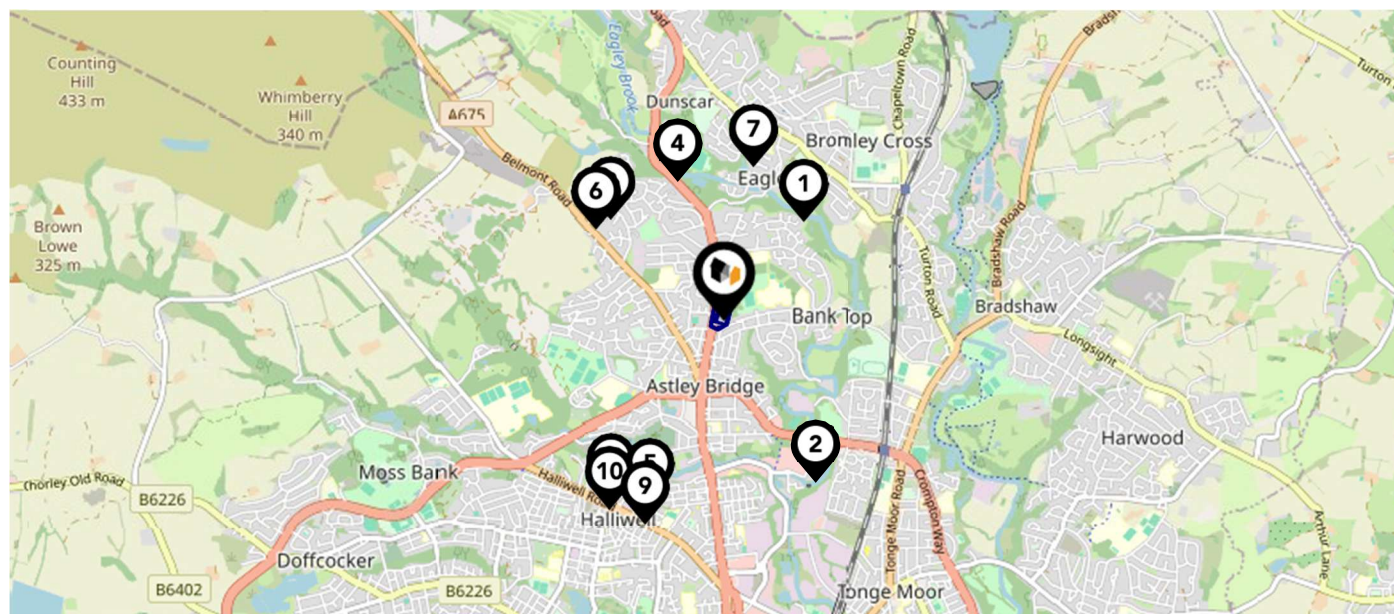 Counting
Hill
433 m
Whimberry
Hill
340 m
Brown
Lowe
325 m
A675
Belmont Road
Eagley Brook
Road
Dunscar
4
7
Bromley Cross
Chapeltown Road
Turton
6
1
Bradshaw Road
Turton Road
Bradshaw
Longsight
Bank Top
Astley Bridge
Harwood
2
Moss Bank
10
5
9
Halliwell Road
Halliwell
Chorley Old Road
B6226
Doffcocker
B6402
B6226
Tonge Moor Road
Crompton Way
Tonge Moor
Arthur Lane